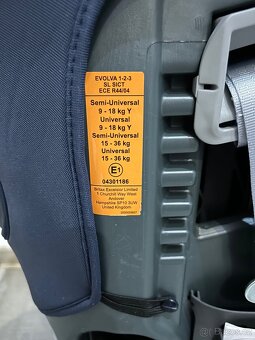 EVOLVA 1-2-3
SL SICT
ECE R44/04
Semi-Universal
9 - 18 kg Y
Universal
9 - 18 kg Y
Semi-Universal
15 - 36 kg
Universal
15 - 36 kg
E1
04301186
Britax Excelsior Limited
1 Churchill Way West
Andover
Hampshire SP10 3UW
United Kingdom